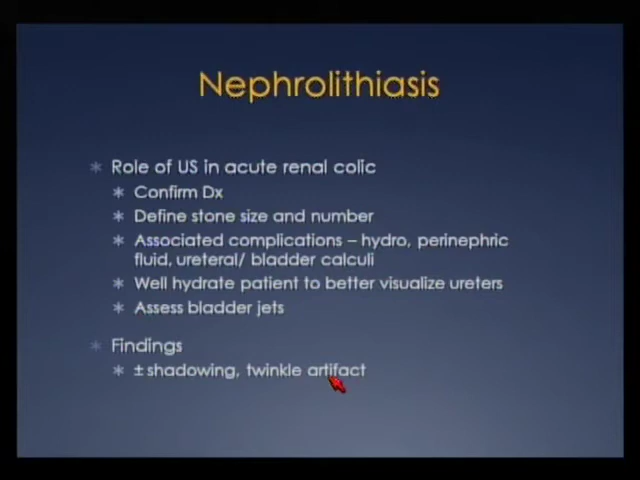 Nephrolithiasis
* Role of US in acute renal colic
* Confirm Dx
* Define stone size and number
* Associated complications – hydro, perinephric
fluid, ureteral/ bladder calculi
* Well hydrate patient to better visualize ureters
* Assess bladder jets
* Findings
* ± shadowing, twinkle artifact